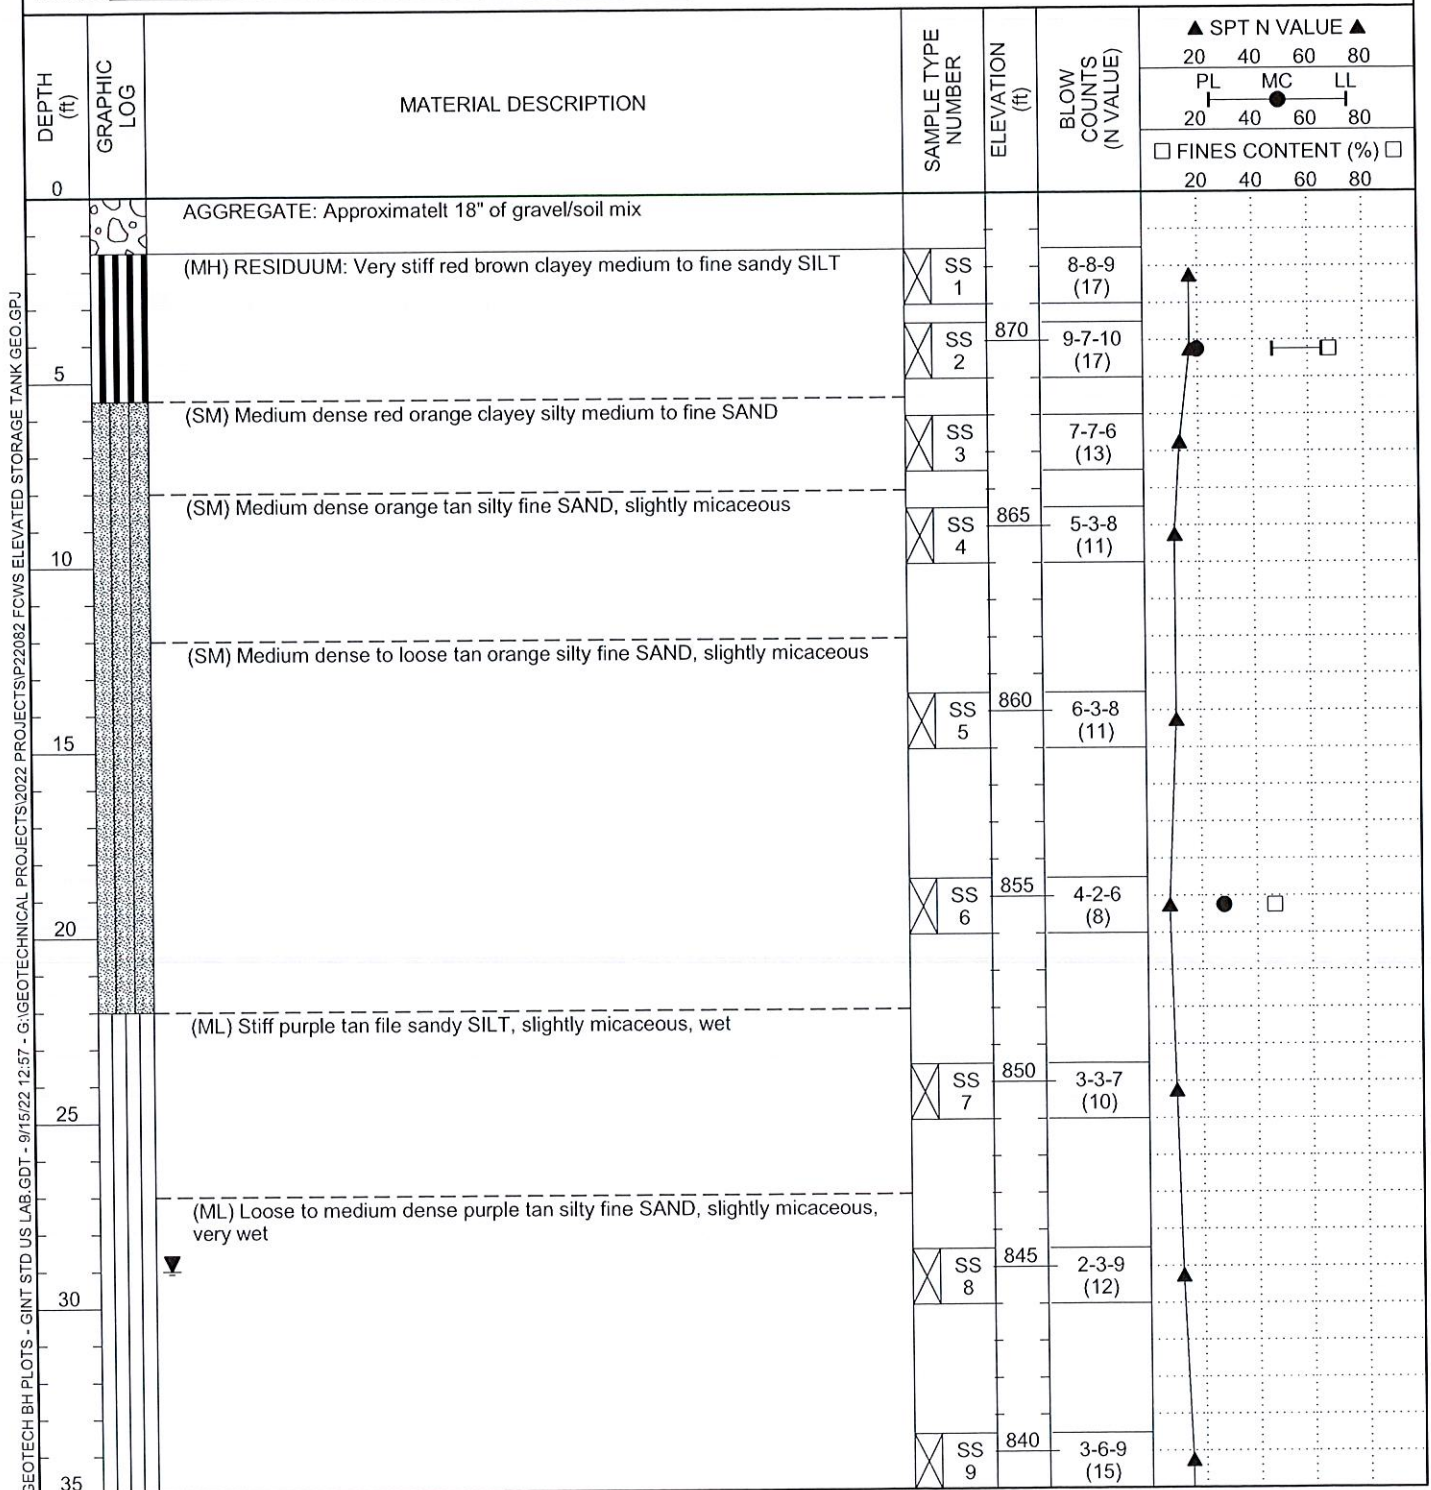 ▲ SPT N VALUE ▲
20 40 60 80
PL MC LL
20 40 60 80
□ FINES CONTENT (%) □
20 40 60 80
DEPTH
(ft)
GRAPHIC
LOG
MATERIAL DESCRIPTION
SAMPLE TYPE
NUMBER
ELEVATION
(ft)
BLOW
COUNTS
(N VALUE)
0
AGGREGATE: Approximatelt 18" of gravel/soil mix
(MH) RESIDUUM: Very stiff red brown clayey medium to fine sandy SILT
SS
1
8-8-9
(17)
SS
2
870
9-7-10
(17)
5
(SM) Medium dense red orange clayey silty medium to fine SAND
SS
3
7-7-6
(13)
(SM) Medium dense orange tan silty fine SAND, slightly micaceous
SS
4
865
5-3-8
(11)
10
(SM) Medium dense to loose tan orange silty fine SAND, slightly micaceous
SS
5
860
6-3-8
(11)
15
SS
6
855
4-2-6
(8)
20
(ML) Stiff purple tan file sandy SILT, slightly micaceous, wet
SS
7
850
3-3-7
(10)
25
(ML) Loose to medium dense purple tan silty fine SAND, slightly micaceous,
very wet
SS
8
845
2-3-9
(12)
30
SS
9
840
3-6-9
(15)
35
GEOTECH BH PLOTS - GINT STD US LAB.GDT - 9/15/22 12:57 - G:\GEOTECHNICAL PROJECTS\2022 PROJECTS\P22082 FCWS ELEVATED STORAGE TANK GEO.GPJ